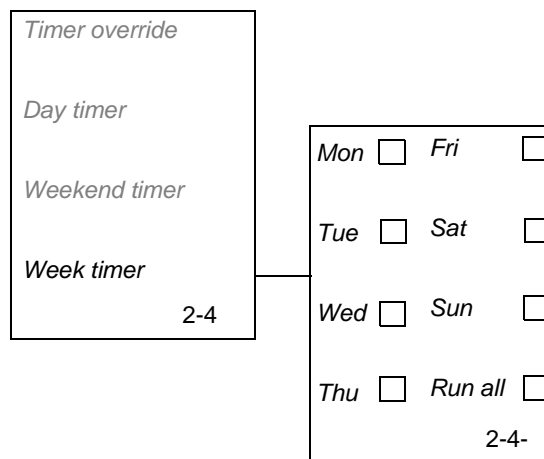 Timer override
Day timer
Weekend timer
Week timer
2-4
Mon Fri
Tue Sat
Wed Sun
Thu Run all
2-4-